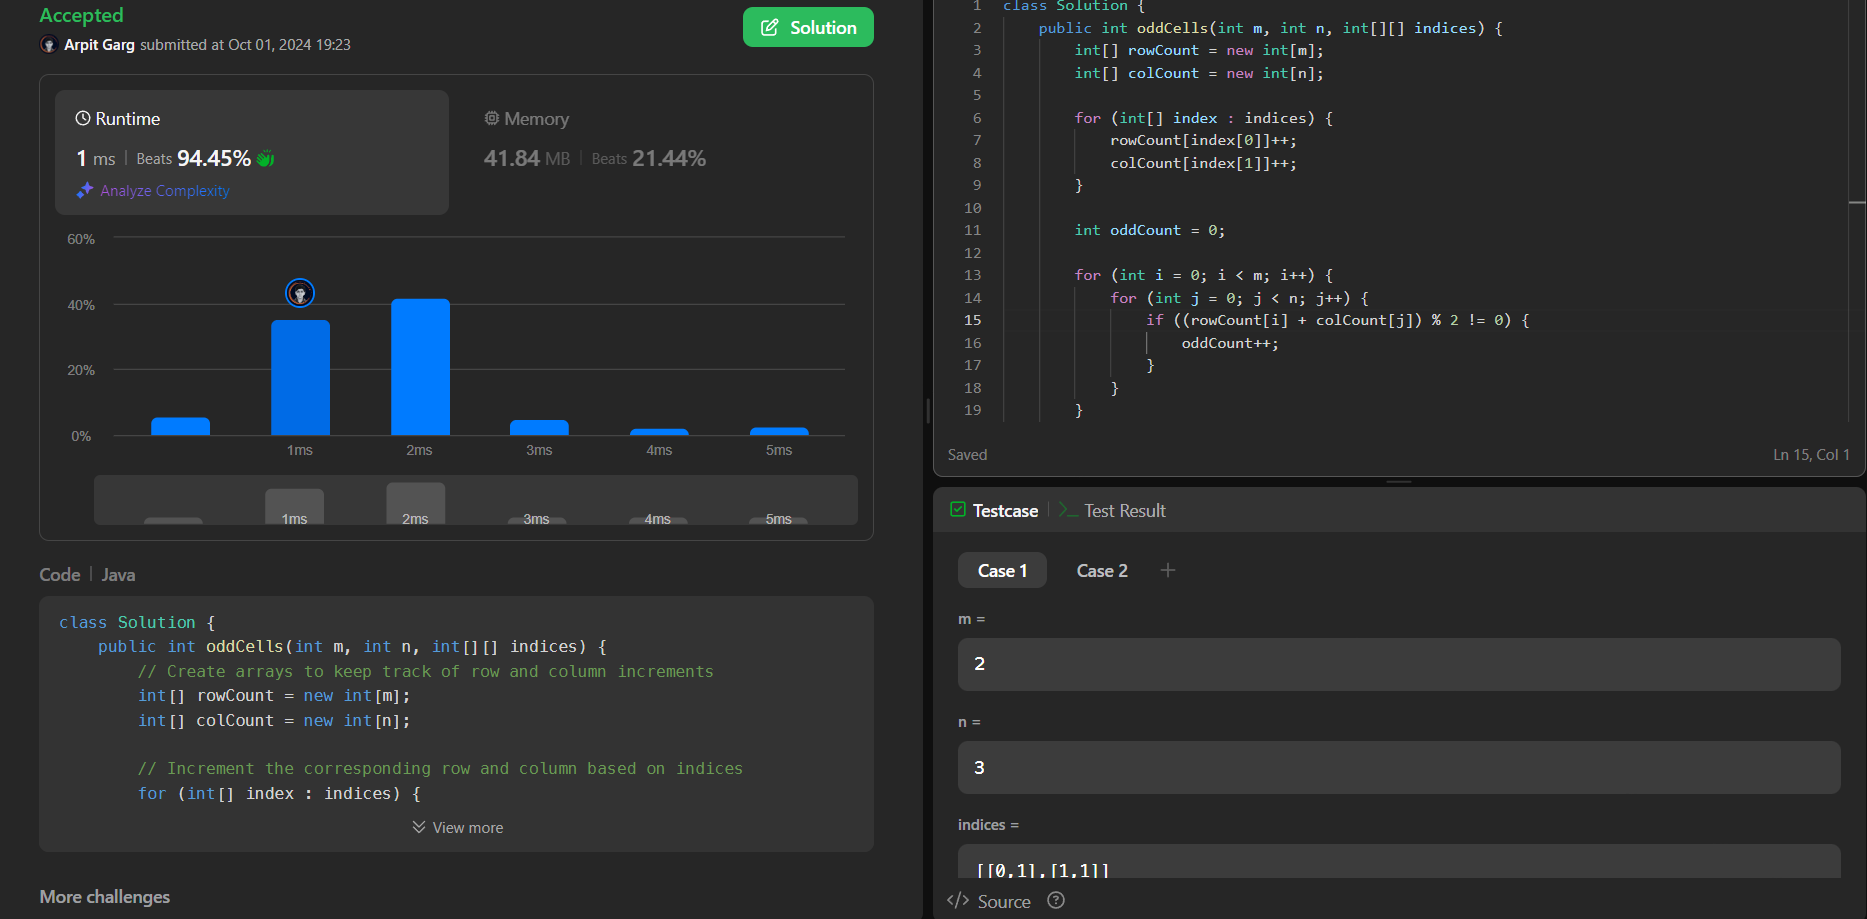 Accepted
Arpit Garg submitted at Oct 01, 2024 19:23
Solution
Runtime
1 ms | Beats 94.45%
Analyze Complexity
Memory
41.84 MB | Beats 21.44%
60%
40%
20%
0%
1ms 2ms 3ms 4ms 5ms
1ms 2ms 3ms 4ms 5ms
Code | Java
class Solution {
    public int oddCells(int m, int n, int[][] indices) {
        // Create arrays to keep track of row and column increments
        int[] rowCount = new int[m];
        int[] colCount = new int[n];
        // Increment the corresponding row and column based on indices
        for (int[] index : indices) {
View more
More challenges
1 class Solution {
2     public int oddCells(int m, int n, int[][] indices) {
3         int[] rowCount = new int[m];
4         int[] colCount = new int[n];
5
6         for (int[] index : indices) {
7             rowCount[index[0]]++;
8             colCount[index[1]]++;
9         }
10
11         int oddCount = 0;
12
13         for (int i = 0; i < m; i++) {
14             for (int j = 0; j < n; j++) {
15                 if ((rowCount[i] + colCount[j]) % 2 != 0) {
16                     oddCount++;
17                 }
18             }
19         }
Saved
Ln 15, Col 1
Testcase | >_ Test Result
Case 1
Case 2
+
m =
2
n =
3
indices =
[[0,1],[1,1]]
</> Source ?